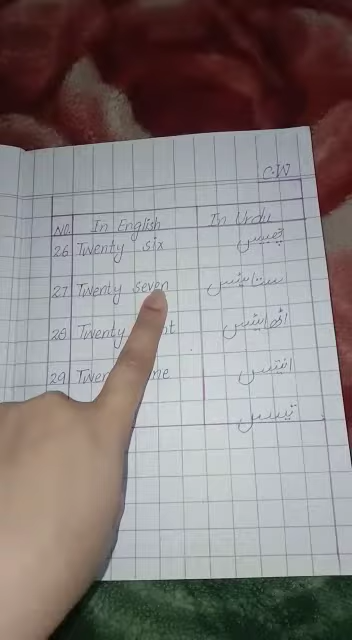 C.W
No. In English In Urdu
26 Twenty six چھبیس
27 Twenty seven ستائیس
28 Twenty اٹھائیس
29 انتیس
تیس